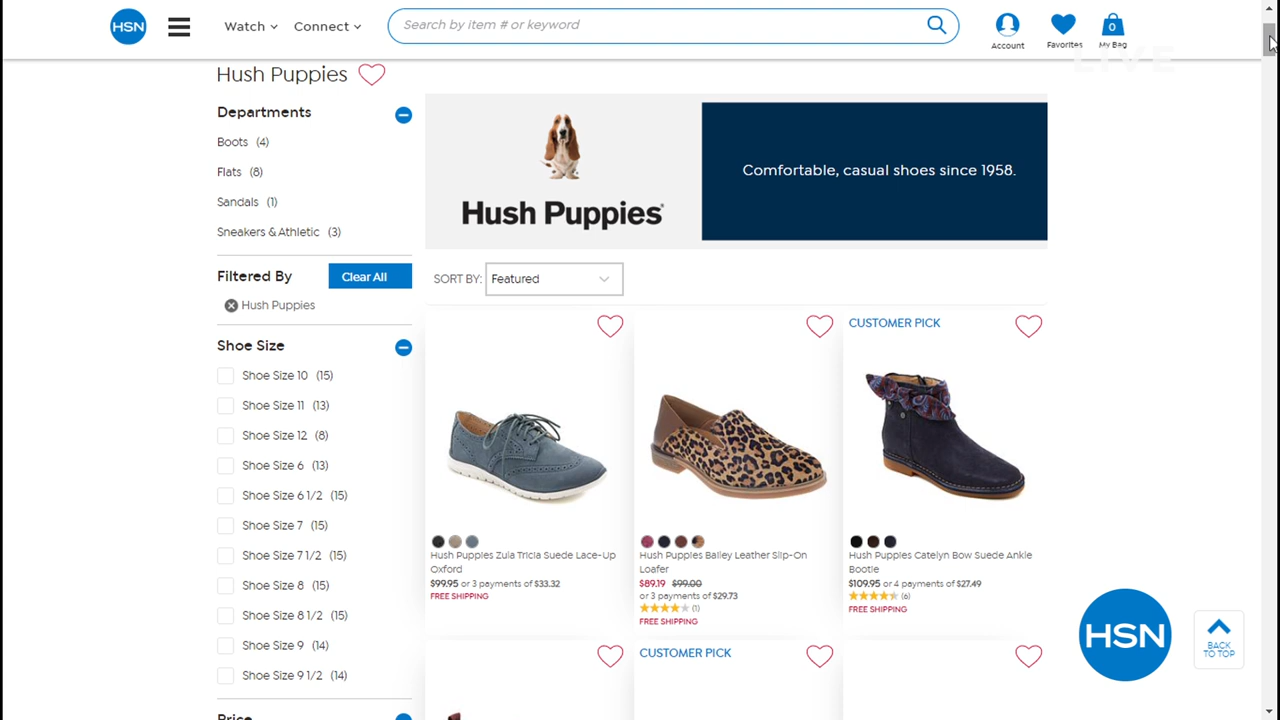 HSN
Watch
Connect
Search by item # or keyword
Account
Favorites
0
My Bag
LIVE
Hush Puppies
Departments
Boots (4)
Flats (8)
Sandals (1)
Sneakers & Athletic (3)
Filtered By
Clear All
Hush Puppies
Shoe Size
Shoe Size 10 (15)
Shoe Size 11 (13)
Shoe Size 12 (8)
Shoe Size 6 (13)
Shoe Size 6 1/2 (15)
Shoe Size 7 (15)
Shoe Size 7 1/2 (15)
Shoe Size 8 (15)
Shoe Size 8 1/2 (15)
Shoe Size 9 (14)
Shoe Size 9 1/2 (14)
Price
Hush Puppies
Comfortable, casual shoes since 1958.
SORT BY: Featured
Hush Puppies Zula Tricia Suede Lace-Up
Oxford
$99.95 or 3 payments of $33.32
FREE SHIPPING
Hush Puppies Bailey Leather Slip-On
Loafer
$89.19 $99.00
or 3 payments of $29.73
(1)
FREE SHIPPING
CUSTOMER PICK
Hush Puppies Catelyn Bow Suede Ankle
Bootie
$109.95 or 4 payments of $27.49
(6)
FREE SHIPPING
CUSTOMER PICK
HSN
BACK
TO TOP